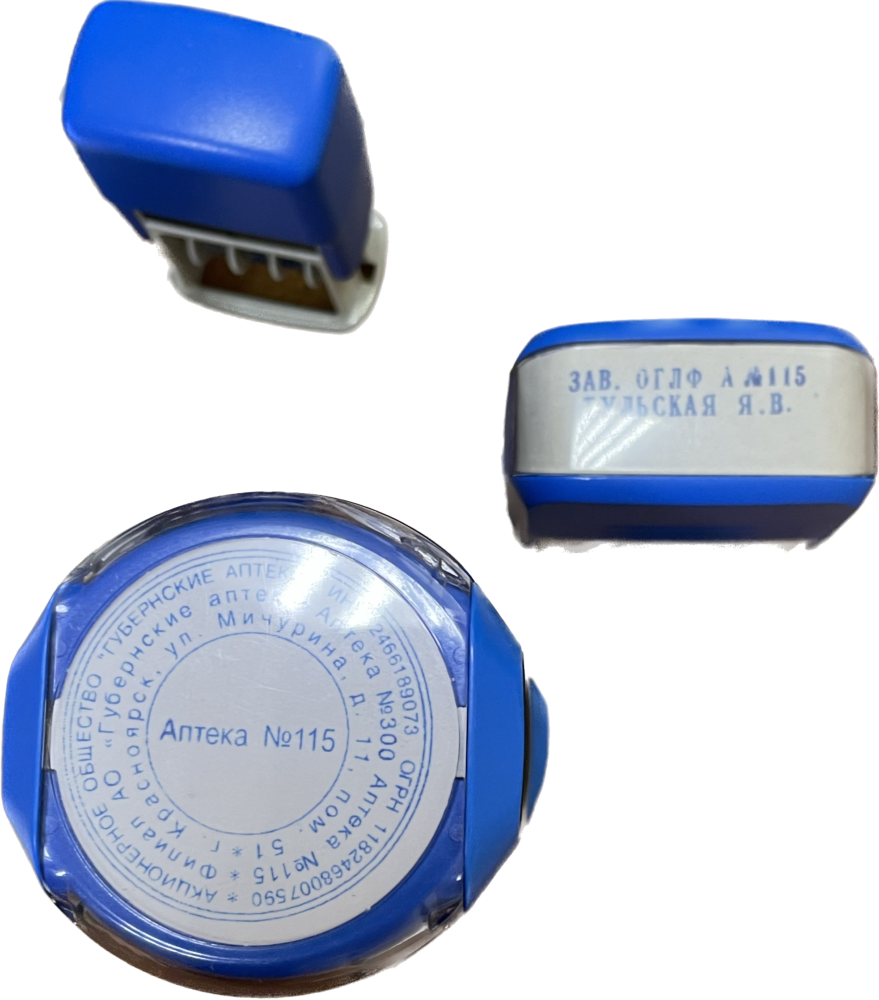 ЗАВ. ОГЛФ А №115
ТУЛЬСКАЯ Я.В.
* АКЦИОНЕРНОЕ ОБЩЕСТВО "ГУБЕРНСКИЕ АПТЕК 2466189073 ОГРН 1182468007590
* Филиал АО «Губернские апте Аптека №300 Аптека №115
* г. Красноярск, ул. Мичурина, д. 11, пом. 51
Аптека №115